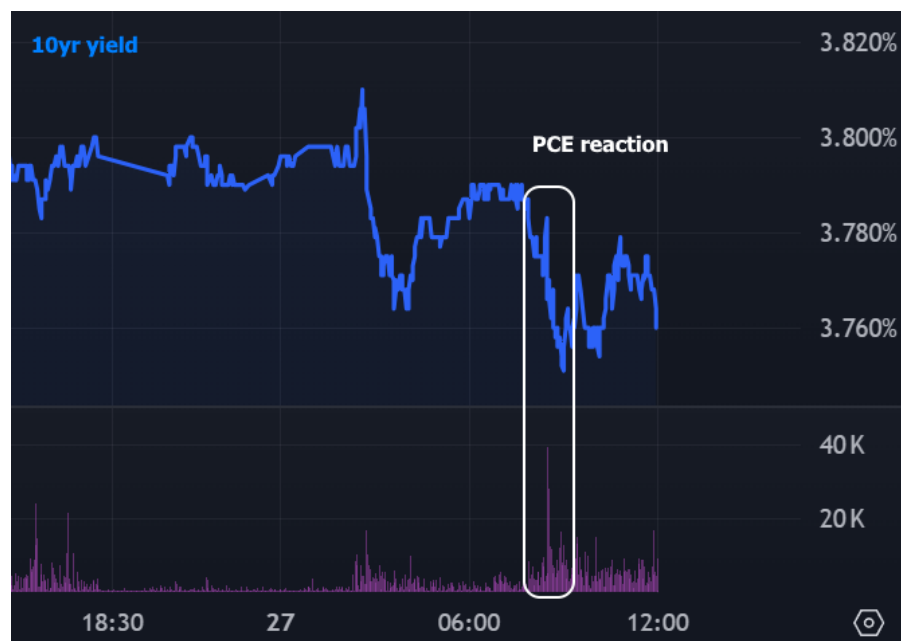 10yr yield
3.820%
PCE reaction
3.800%
3.780%
3.760%
40K
20K
18:30 27 06:00 12:00